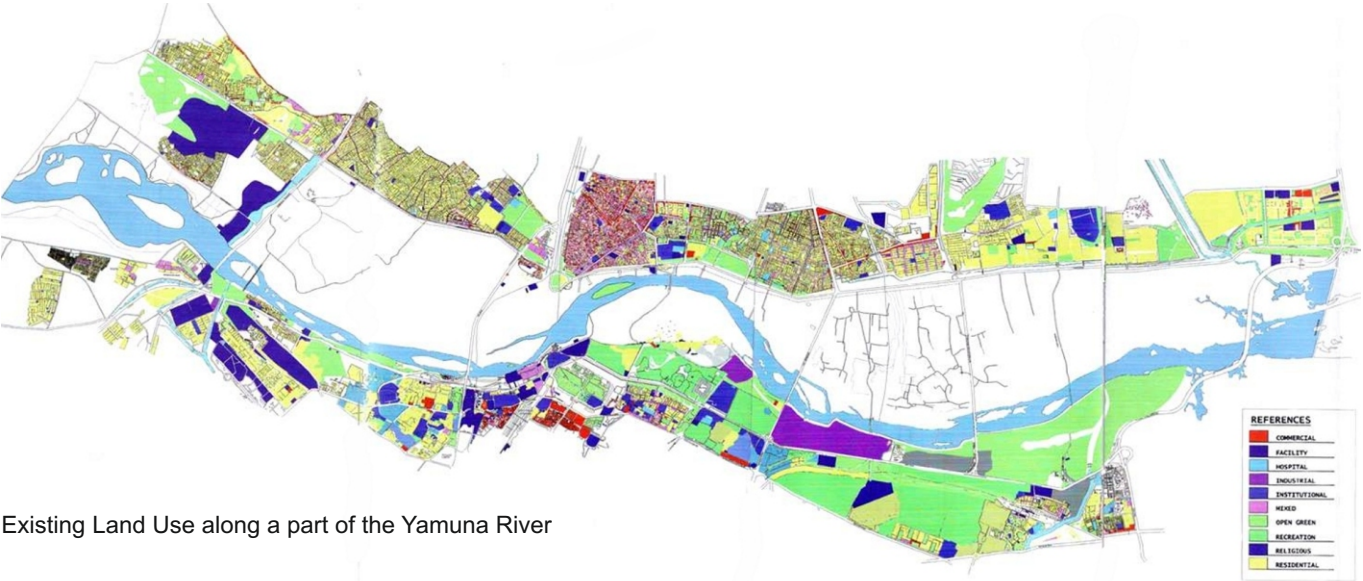 Existing Land Use along a part of the Yamuna River
REFERENCES
COMMERCIAL
FACILITY
HOSPITAL
INDUSTRIAL
INSTITUTIONAL
MIXED
OPEN GREEN
RECREATION
RELIGIOUS
RESIDENTIAL